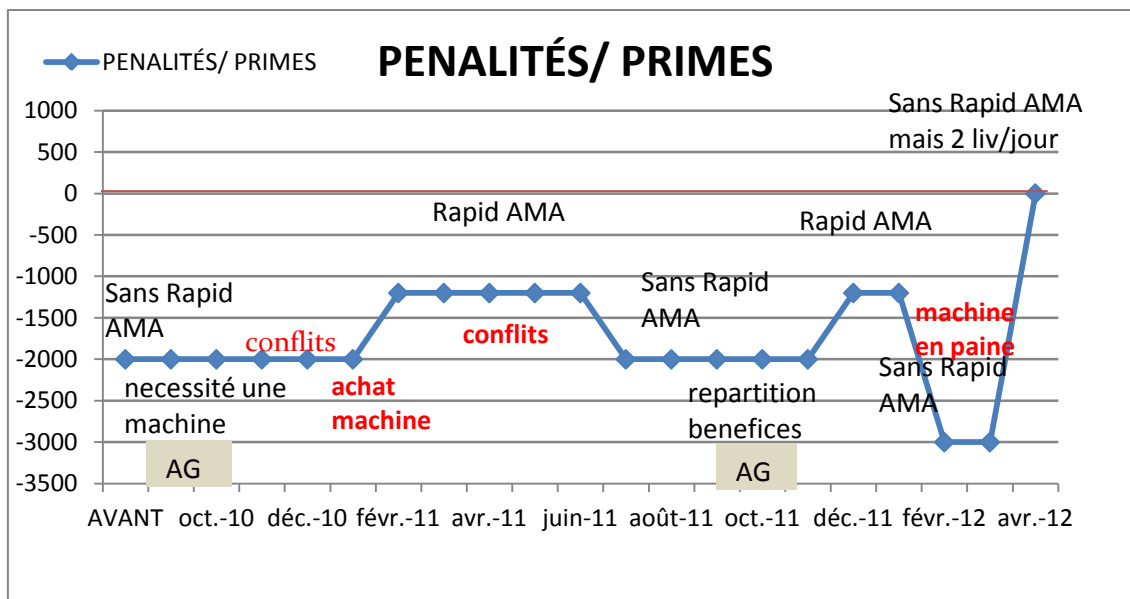 PENALITÉS/ PRIMES
PENALITÉS/ PRIMES
Sans Rapid AMA
mais 2 liv/jour
1000
500
0
-500
-1000
-1500
-2000
-2500
-3000
-3500
Rapid AMA
Rapid AMA
Sans Rapid
AMA
Sans Rapid
AMA
conflits
conflits
machine
en paine
Sans Rapid
AMA
necessité une
machine
achat
machine
repartition
benefices
AG
AG
AVANT oct.-10 déc.-10 févr.-11 avr.-11 juin-11 août-11 oct.-11 déc.-11 févr.-12 avr.-12